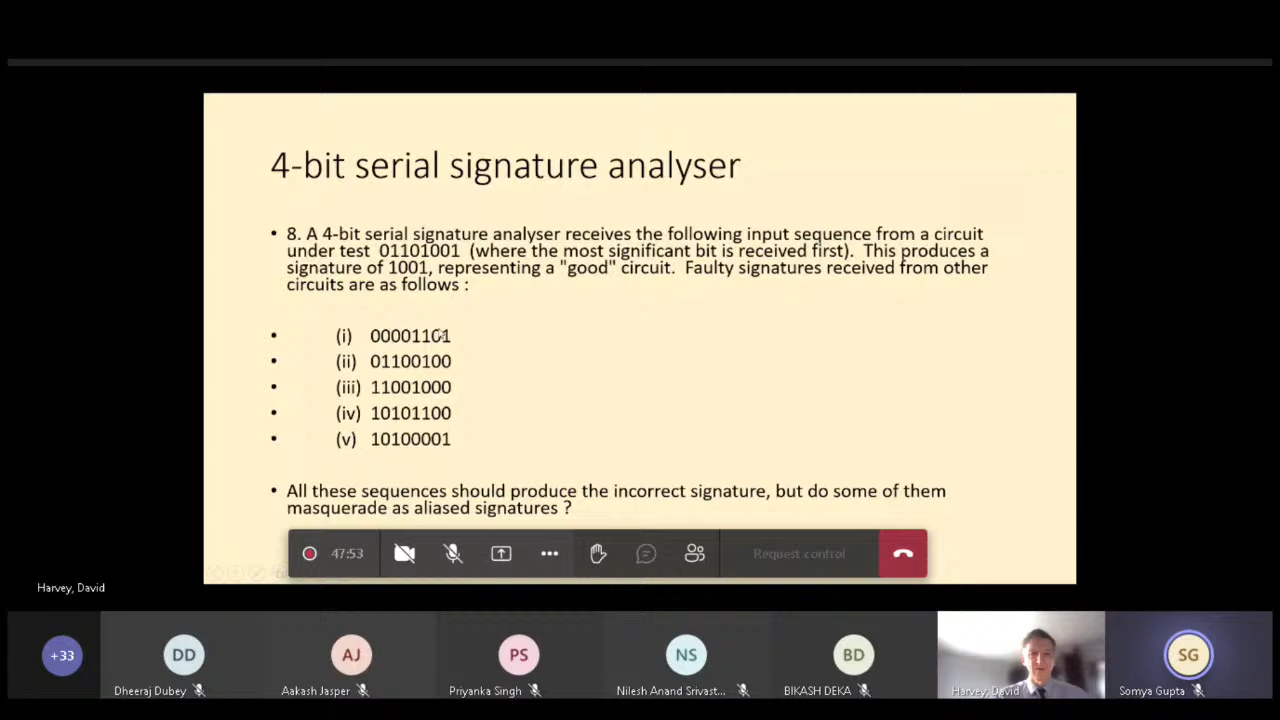 4-bit serial signature analyser
• 8. A 4-bit serial signature analyser receives the following input sequence from a circuit
under test 01101001 (where the most significant bit is received first). This produces a
signature of 1001, representing a "good" circuit. Faulty signatures received from other
circuits are as follows :
• (i) 00001101
• (ii) 01100100
• (iii) 11001000
• (iv) 10101100
• (v) 10100001
• All these sequences should produce the incorrect signature, but do some of them
masquerade as aliased signatures ?
47:53
Request control
Harvey, David
+33
DD
AJ
PS
NS
BD
SG
Dheeraj Dubey
Aakash Jasper
Priyanka Singh
Nilesh Anand Srivast...
BIKASH DEKA
Harvey, David
Somya Gupta